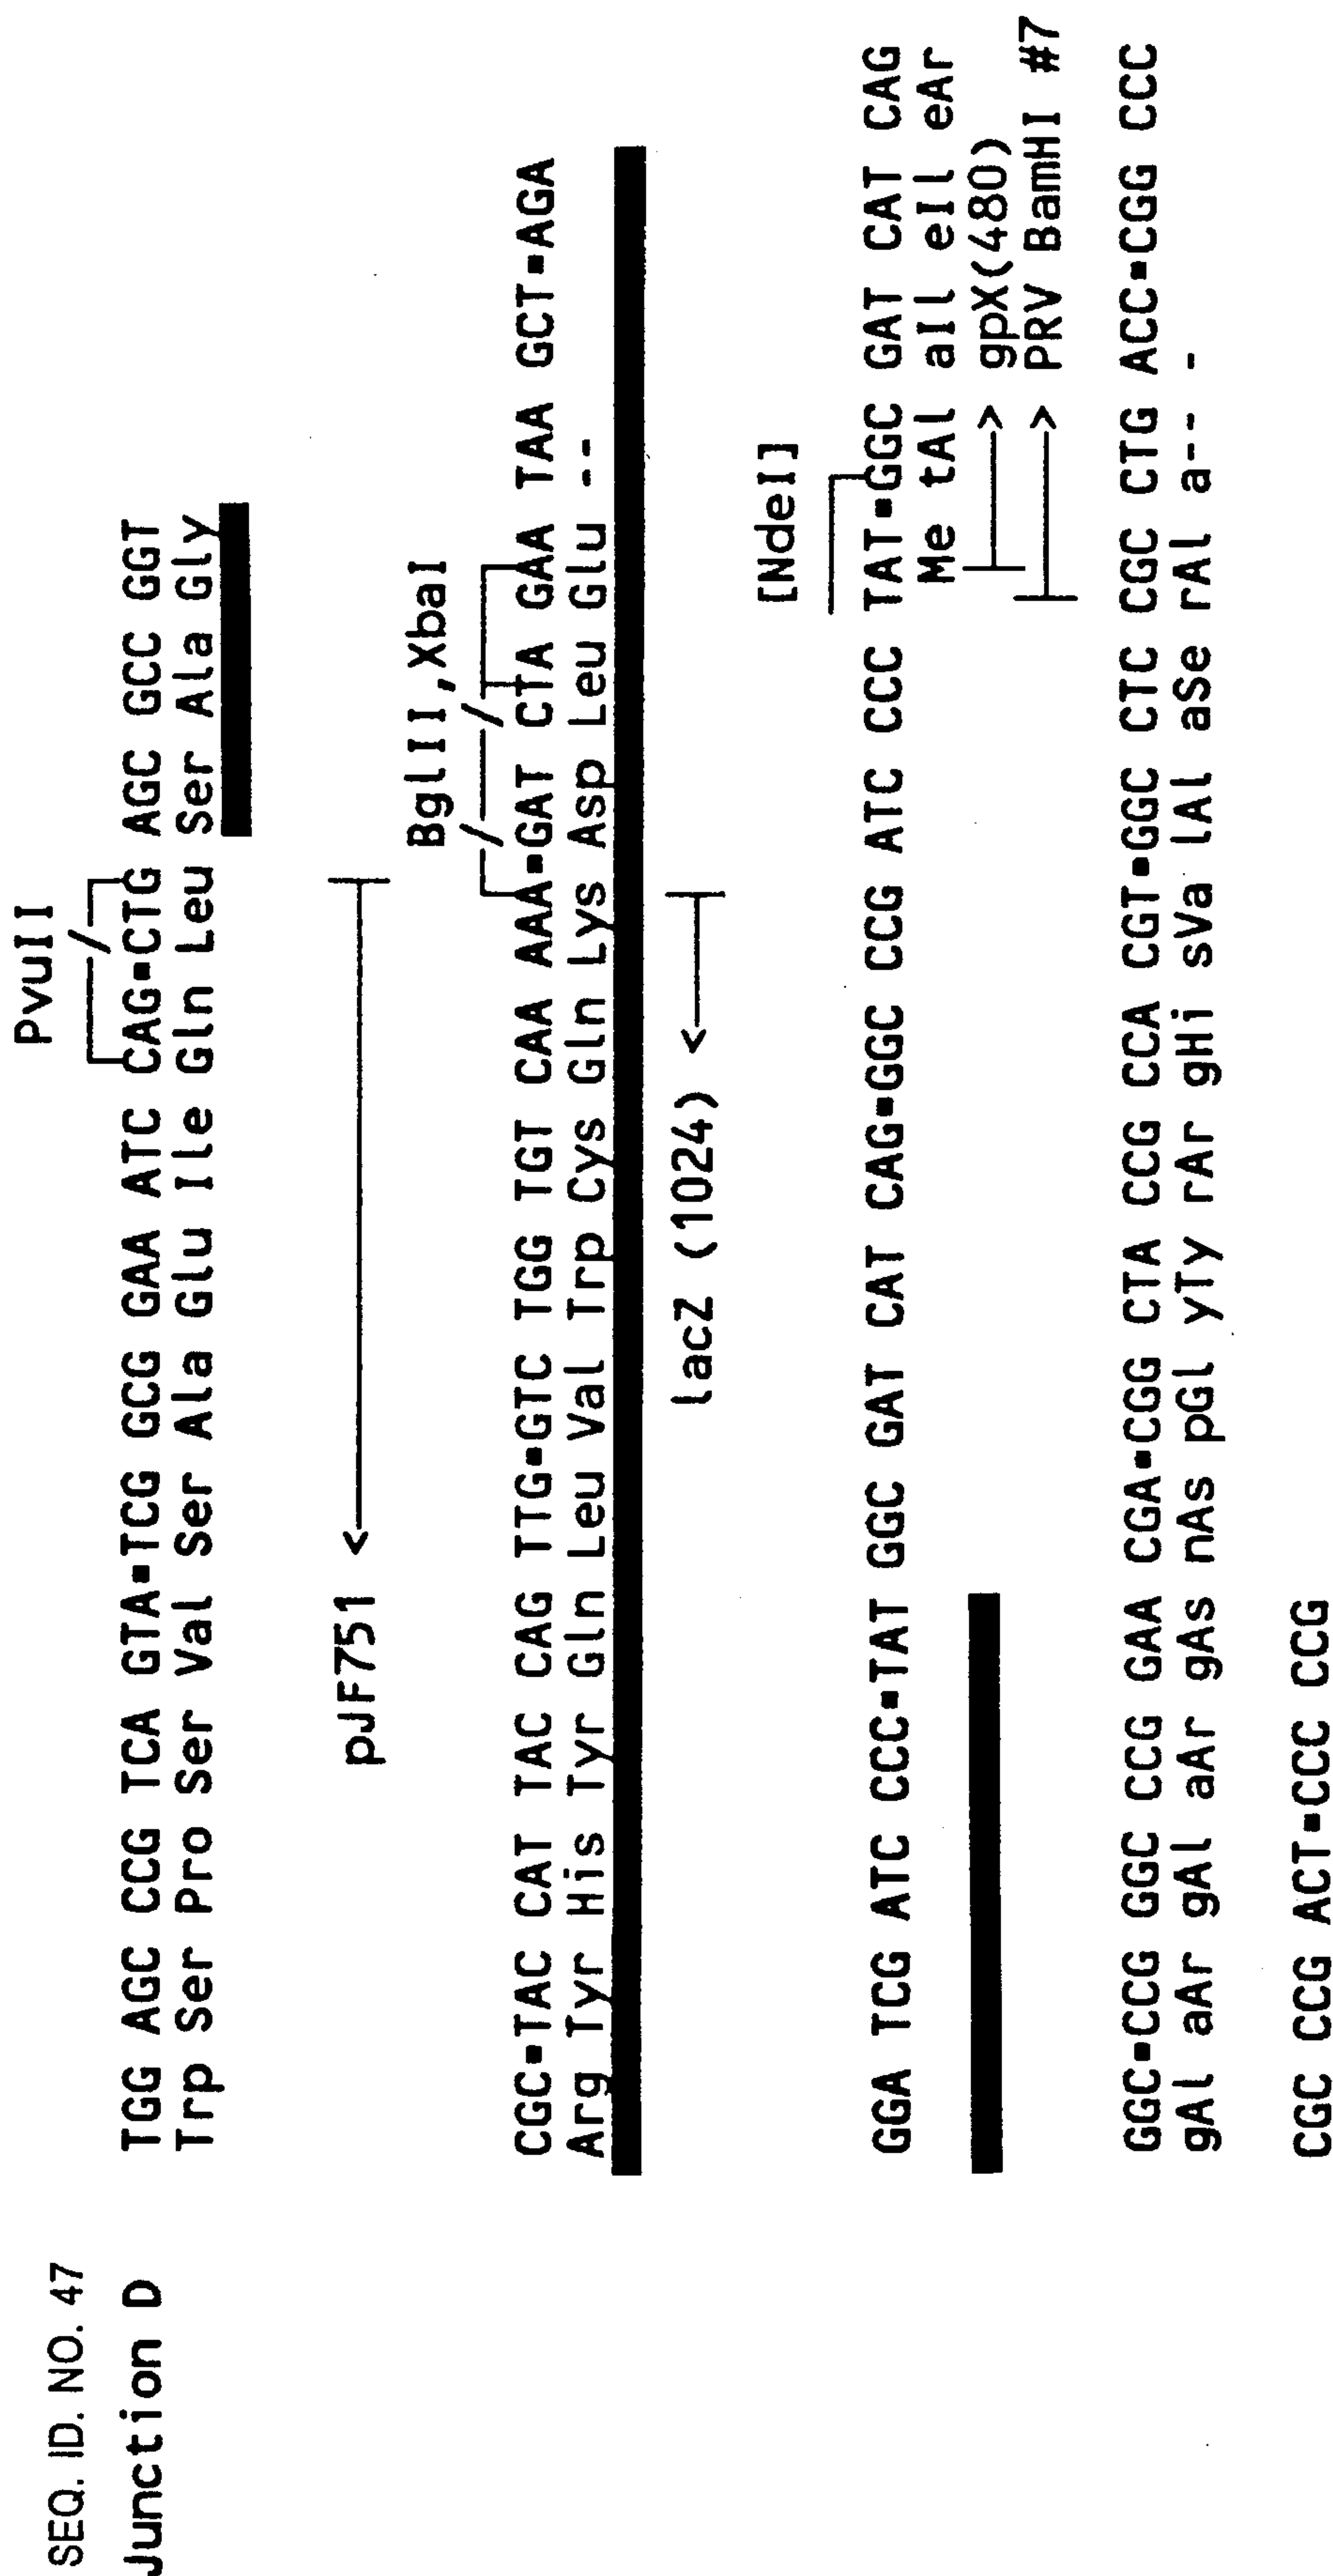 SEQ. ID. NO. 47
Junction D
PvuII
TGG AGC CCG TCA GTA▪TCG GCG GAA ATC CAG▪CTG AGC GCC GGT
Trp Ser Pro Ser Val Ser Ala Glu Ile Gln Leu Ser Ala Gly
pJF751 <
BglII,XbaI
CGC▪TAC CAT TAC CAG TTG▪GTC TGG TGT CAA AAA▪GAT CTA GAA TAA GCT▪AGA
Arg Tyr His Tyr Gln Leu Val Trp Cys Gln Lys Asp Leu Glu --
lacZ (1024) <
[NdeI]
GGA TCG ATC CCC▪TAT GGC GAT CAT CAG▪GGC CCG ATC CCC TAT▪GGC GAT CAT CAG
Me tAl aIl eIl eAr
> gpX(480)
> PRV BamHI #7
GGC▪CCG GGC CCG GAA CGA▪CGG CTA CCG CCA CGT▪GGC CTC CGC CTG ACC▪CGG CCC
gAl aAr gAl aAr gAs nAs pGl yTy rAr gHi sVa lAl aSe rAl a-- -
CGC CCG ACT▪CCC CCG